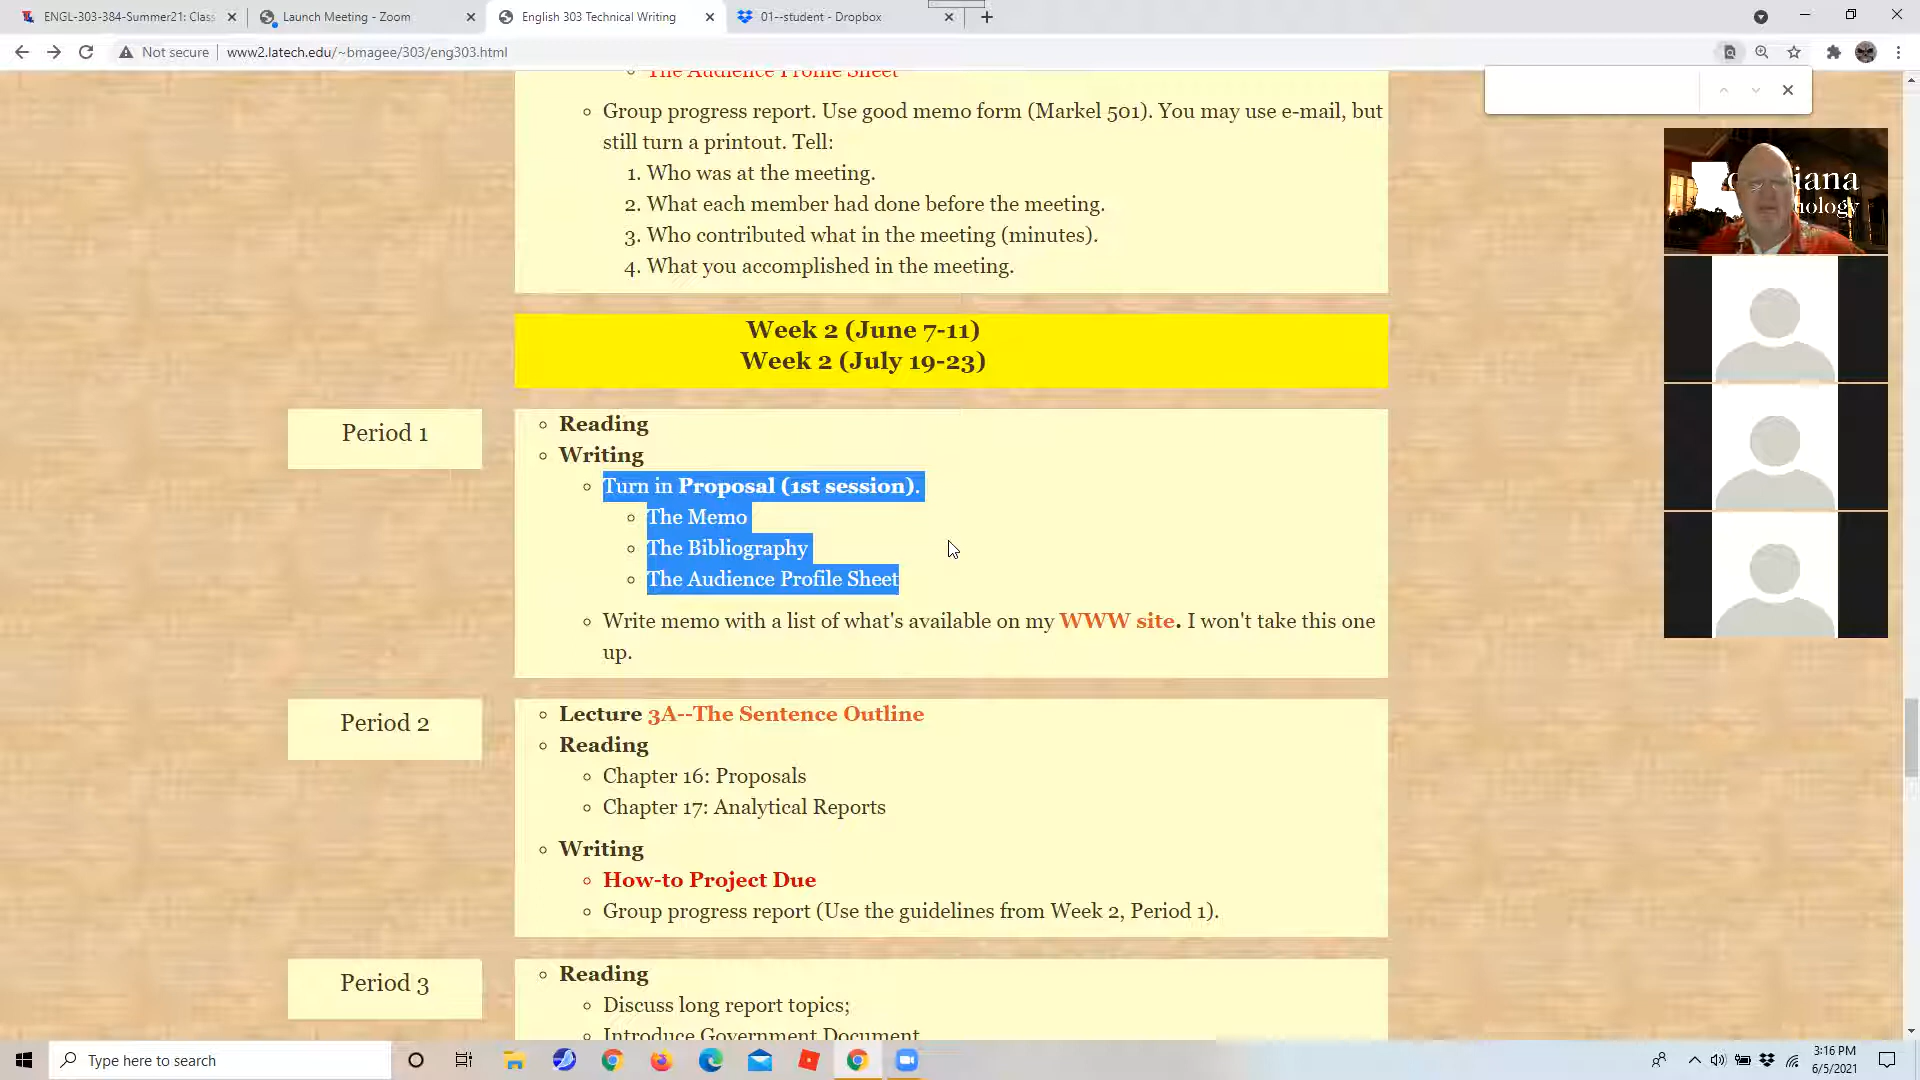 ENGL-303-384-Summer21: Class
Launch Meeting - Zoom
English 303 Technical Writing
01--student - Dropbox
Not secure
www2.latech.edu/~bmagee/303/eng303.html
The Audience Profile Sheet
Group progress report. Use good memo form (Markel 501). You may use e-mail, but
still turn a printout. Tell:
1. Who was at the meeting.
2. What each member had done before the meeting.
3. Who contributed what in the meeting (minutes).
4. What you accomplished in the meeting.
Week 2 (June 7-11)
Week 2 (July 19-23)
Period 1
Reading
Writing
Turn in Proposal (1st session).
The Memo
The Bibliography
The Audience Profile Sheet
Write memo with a list of what's available on my WWW site. I won't take this one
up.
Period 2
Lecture 3A--The Sentence Outline
Reading
Chapter 16: Proposals
Chapter 17: Analytical Reports
Writing
How-to Project Due
Group progress report (Use the guidelines from Week 2, Period 1).
Period 3
Reading
Discuss long report topics;
Introduce Government Document
Type here to search
3:16 PM
6/5/2021